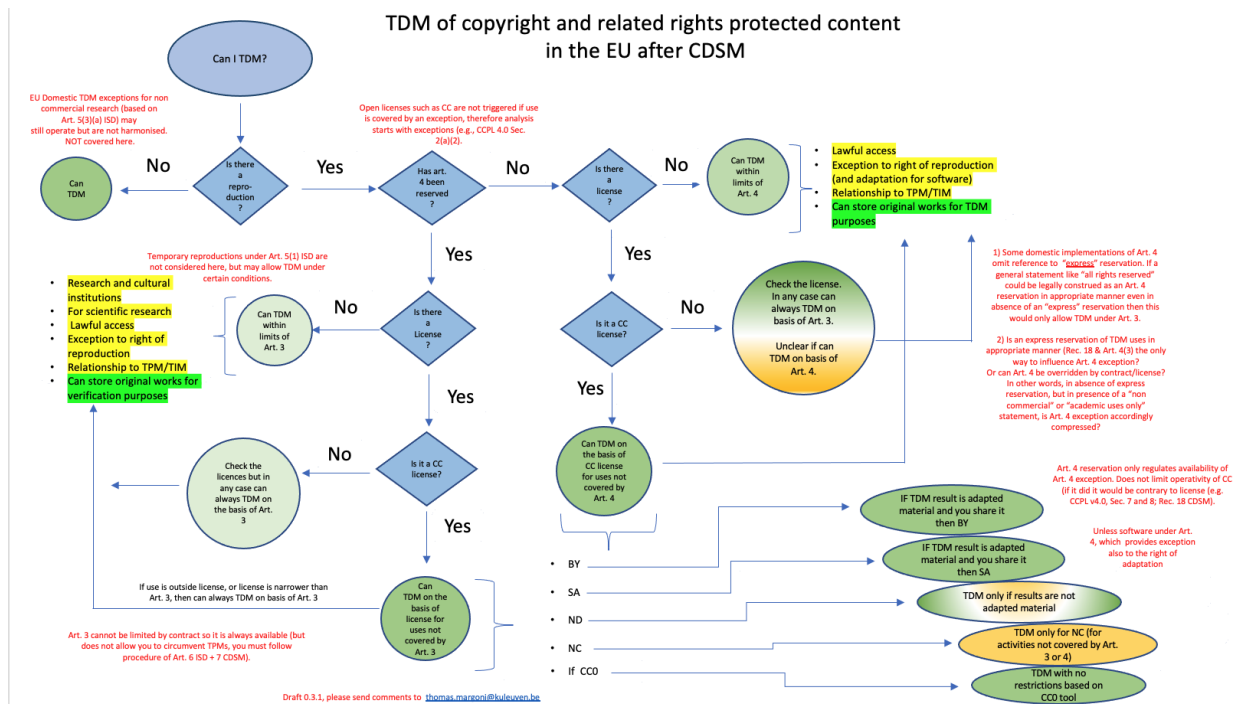 TDM of copyright and related rights protected content
in the EU after CDSM
Can I TDM?
EU Domestic TDM exceptions for non
commercial research (based on
Art. 5(3)(a) ISD) may
still operate but are not harmonised.
NOT covered here.
Open licenses such as CC are not triggered if use
is covered by an exception, therefore analysis
starts with exceptions (e.g., CCPL 4.0 Sec.
2(a)(2).
Can
TDM
No
Is there
a
repro-
duction
?
Yes
Has art.
4 been
reserved
?
No
Is there
a
license
?
No
Can TDM
within
limits of
Art. 4
• Lawful access
• Exception to right of reproduction
(and adaptation for software)
• Relationship to TPM/TIM
• Can store original works for TDM
purposes
Yes
Yes
Temporary reproductions under Art. 5(1) ISD are
not considered here, but may allow TDM under
certain conditions.
• Research and cultural
institutions
• For scientific research
• Lawful access
• Exception to right of
reproduction
• Relationship to TPM/TIM
• Can store original works for
verification purposes
Can TDM
within
limits of
Art. 3
No
Is there
a
License
?
Is it a CC
license?
No
Check the license.
In any case can
always TDM on
basis of Art. 3.
Unclear if can
TDM on basis of
Art. 4.
1) Some domestic implementations of Art. 4
omit reference to “express” reservation. If a
general statement like “all rights reserved”
could be legally construed as an Art. 4
reservation in appropriate manner even in
absence of an “express” reservation then this
would only allow TDM under Art. 3.
2) Is an express reservation of TDM uses in
appropriate manner (Rec. 18 & Art. 4(3) the only
way to influence Art. 4 exception?
Or can Art. 4 be overridden by contract/license?
In other words, in absence of express
reservation, but in presence of a “non
commercial” or “academic uses only”
statement, is Art. 4 exception accordingly
compressed?
Yes
Yes
Check the
licences but in
any case can
always TDM on
the basis of Art.
3
No
Is it a CC
license?
Can TDM on
the basis of
CC license
for uses not
covered by
Art. 4
Yes
Art. 4 reservation only regulates availability of
Art. 4 exception. Does not limit operativity of CC
(if it did it would be contrary to license (e.g.
CCPL v4.0, Sec. 7 and 8; Rec. 18 CDSM).
Unless software under Art.
4, which provides exception
also to the right of
adaptation
If use is outside license, or license is narrower than
Art. 3, then can always TDM on basis of Art. 3
Can
TDM on the
basis of
license for
uses not
covered by
Art. 3
Art. 3 cannot be limited by contract so it is always available (but
does not allow you to circumvent TPMs, you must follow
procedure of Art. 6 ISD + 7 CDSM).
• BY
IF TDM result is adapted
material and you share it
then BY
• SA
IF TDM result is adapted
material and you share it
then SA
• ND
TDM only if results are not
adapted material
• NC
TDM only for NC (for
activities not covered by Art.
3 or 4)
• If CC0
TDM with no
restrictions based on
CC0 tool
Draft 0.3.1, please send comments to thomas.margoni@kuleuven.be